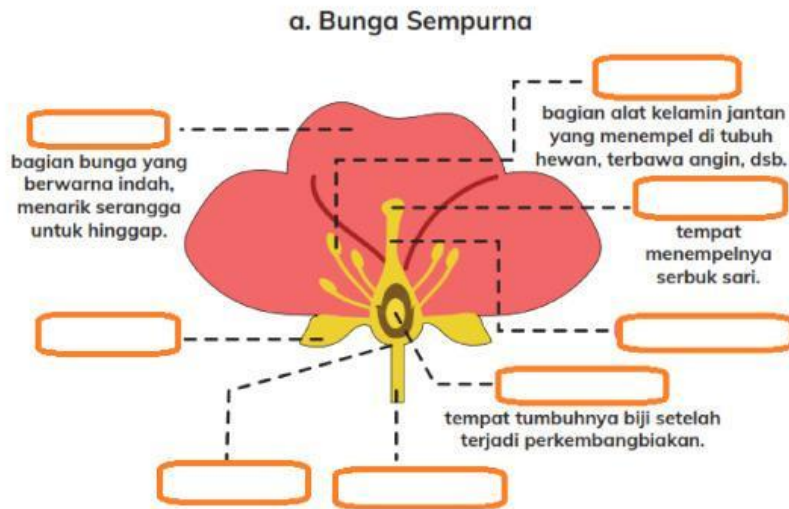 a. Bunga Sempurna
bagian bunga yang
berwarna indah,
menarik serangga
untuk hinggap.
bagian alat kelamin jantan
yang menempel di tubuh
hewan, terbawa angin, dsb.
tempat
menempelnya
serbuk sari.
tempat tumbuhnya biji setelah
terjadi perkembangbiakan.